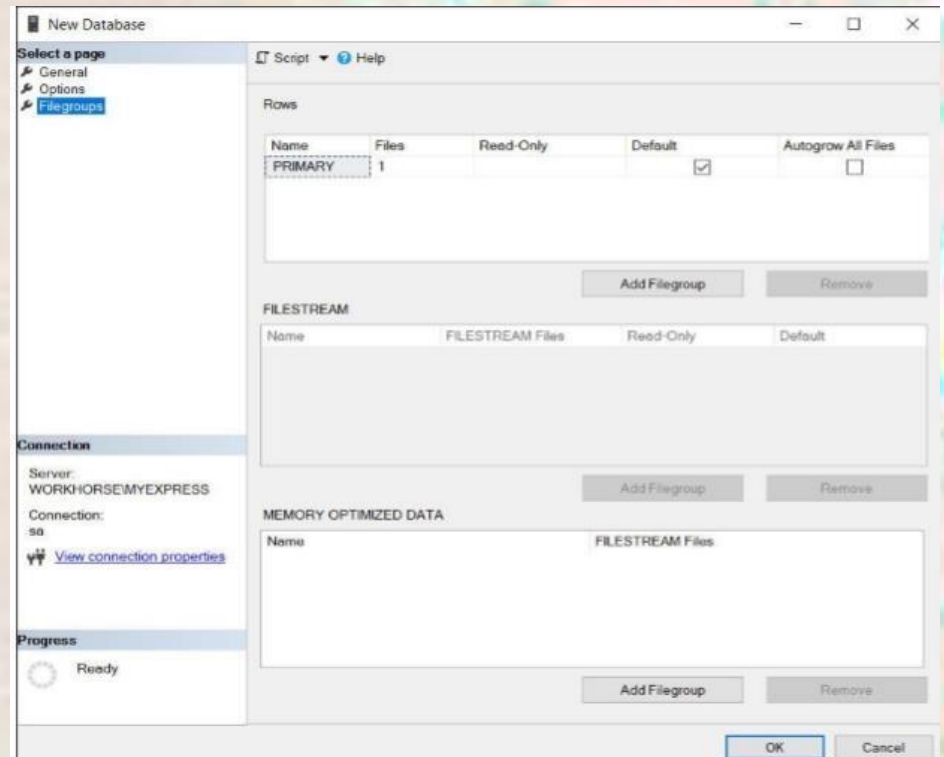 New Database
Select a page
General
Options
Filegroups
Script
Help
Rows
Name Files Read-Only Default Autogrow All Files
PRIMARY 1
Add Filegroup Remove
FILESTREAM
Name FILESTREAM Files Read-Only Default
Add Filegroup Remove
MEMORY OPTIMIZED DATA
Name FILESTREAM Files
Add Filegroup Remove
Connection
Server:
WORKHORSE\MYEXPRESS
Connection:
sa
View connection properties
Progress
Ready
OK Cancel